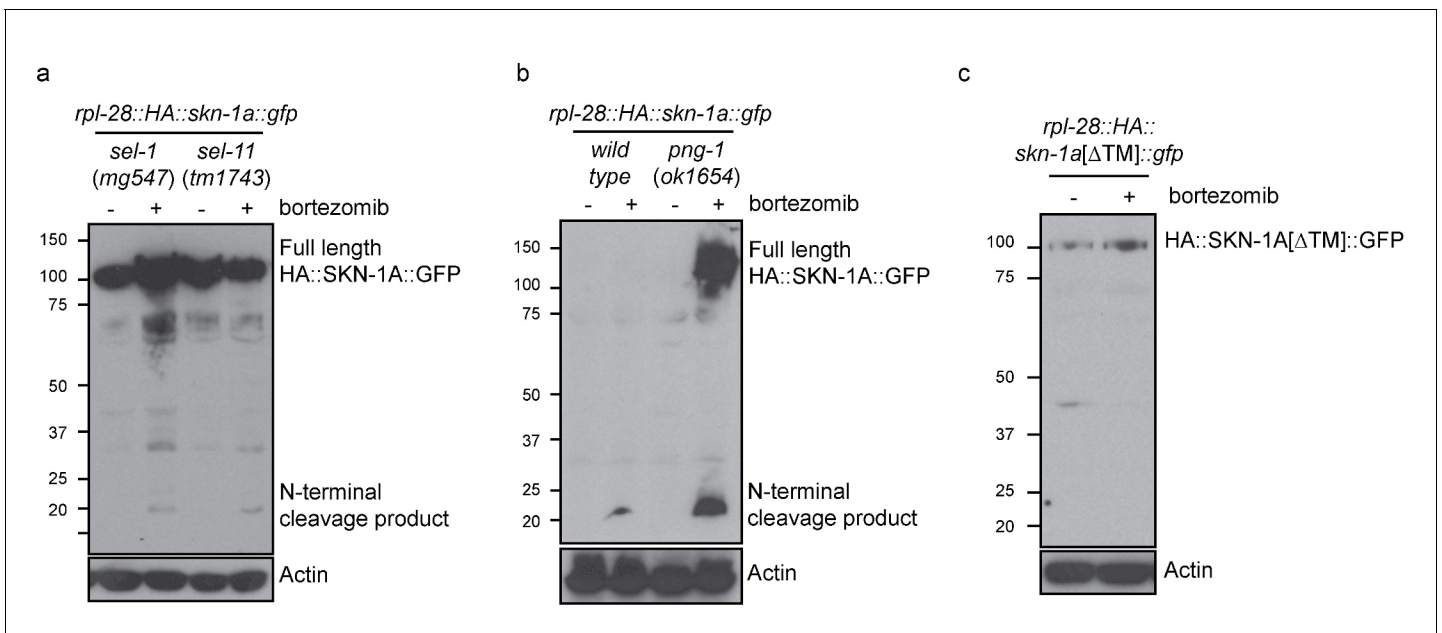 a
rpl-28::HA::skn-1a::gfp
sel-1 sel-11
(mg547) (tm1743)
- + - + bortezomib
150
100
75
50
37
25
20
Full length
HA::SKN-1A::GFP
N-terminal
cleavage product
Actin
b
rpl-28::HA::skn-1a::gfp
wild png-1
type (ok1654)
- + - + bortezomib
150
100
75
50
37
25
20
Full length
HA::SKN-1A::GFP
N-terminal
cleavage product
Actin
c
rpl-28::HA::
skn-1a[ΔTM]::gfp
- + bortezomib
100
75
50
37
25
20
HA::SKN-1A[ΔTM]::GFP
Actin